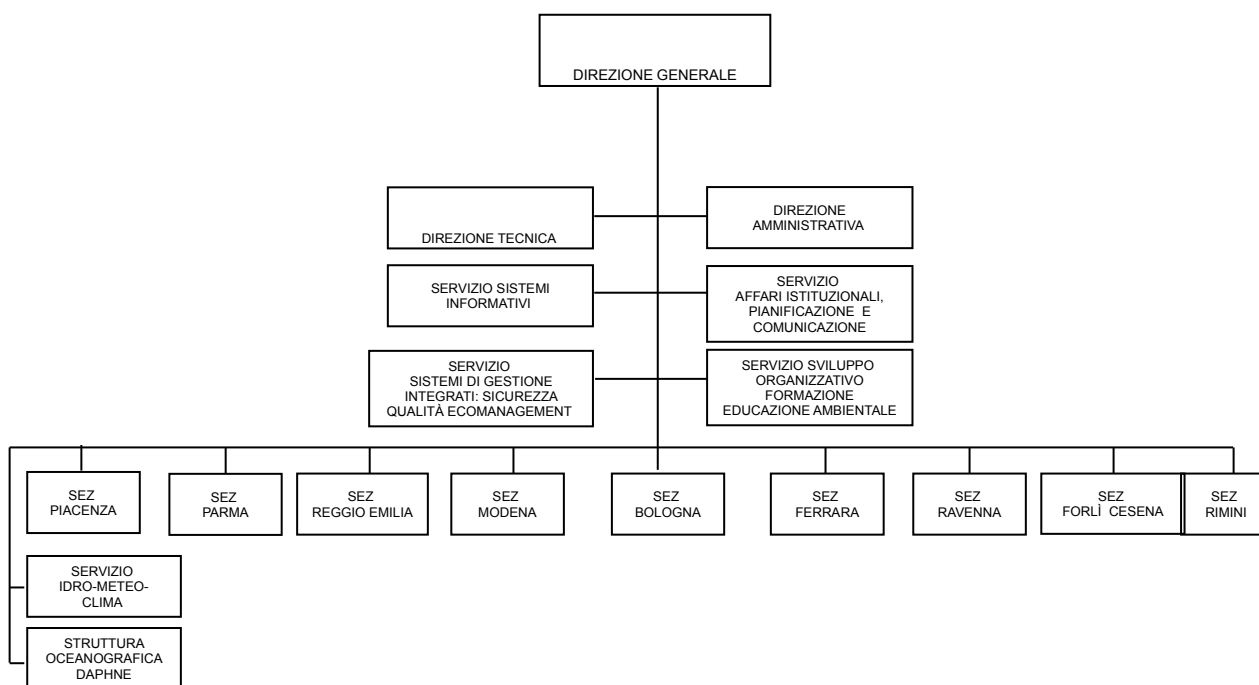 DIREZIONE GENERALE
DIREZIONE TECNICA
DIREZIONE
AMMINISTRATIVA
SERVIZIO SISTEMI
INFORMATIVI
SERVIZIO
AFFARI ISTITUZIONALI,
PIANIFICAZIONE E
COMUNICAZIONE
SERVIZIO
SISTEMI DI GESTIONE
INTEGRATI: SICUREZZA
QUALITÀ ECOMANAGEMENT
SERVIZIO SVILUPPO
ORGANIZZATIVO
FORMAZIONE
EDUCAZIONE AMBIENTALE
SEZ
PIACENZA
SEZ
PARMA
SEZ
REGGIO EMILIA
SEZ
MODENA
SEZ
BOLOGNA
SEZ
FERRARA
SEZ
RAVENNA
SEZ
FORLÌ CESENA
SEZ
RIMINI
SERVIZIO
IDRO-METEO-
CLIMA
STRUTTURA
OCEANOGRAFICA
DAPHNE